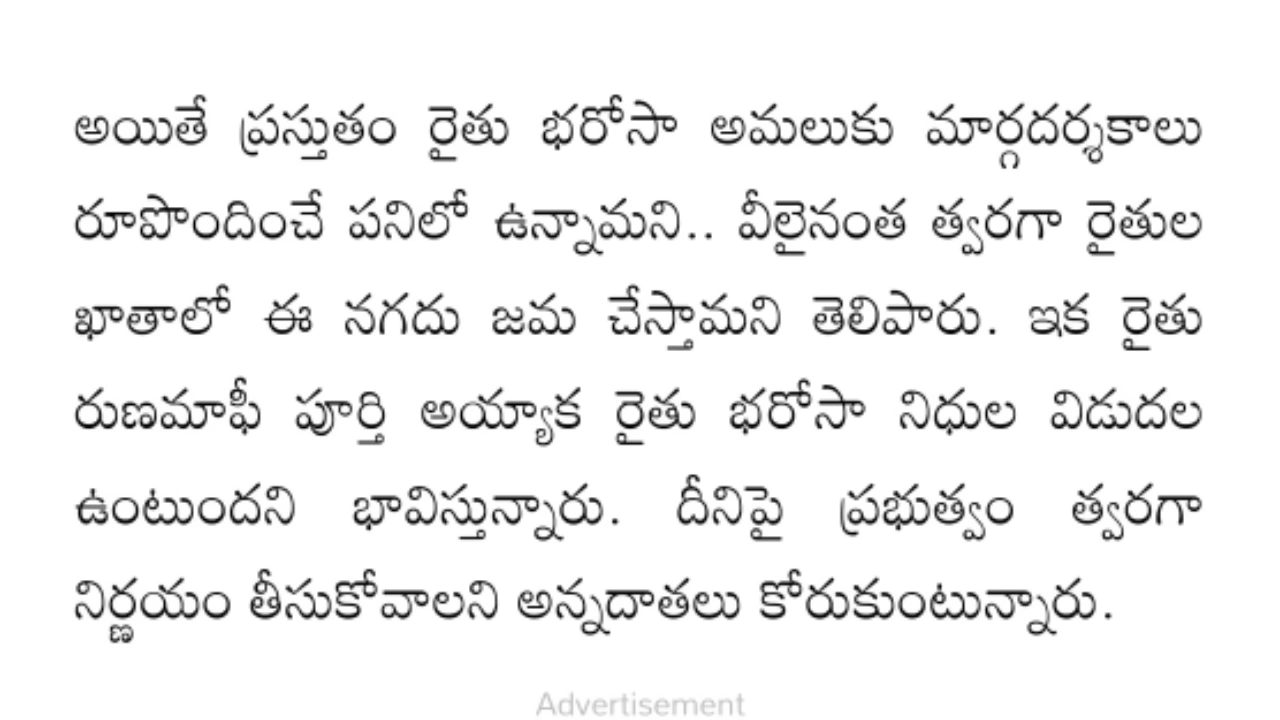 అయితే ప్రస్తుతం రైతు భరోసా అమలుకు మార్గదర్శకాలు
రూపొందించే పనిలో ఉన్నామని.. వీలైనంత త్వరగా రైతుల
ఖాతాలో ఈ నగదు జమ చేస్తామని తెలిపారు. ఇక రైతు
రుణమాఫీ పూర్తి అయ్యాక రైతు భరోసా నిధుల విడుదల
ఉంటుందని భావిస్తున్నారు. దీనిపై ప్రభుత్వం త్వరగా
నిర్ణయం తీసుకోవాలని అన్నదాతలు కోరుకుంటున్నారు.
Advertisement